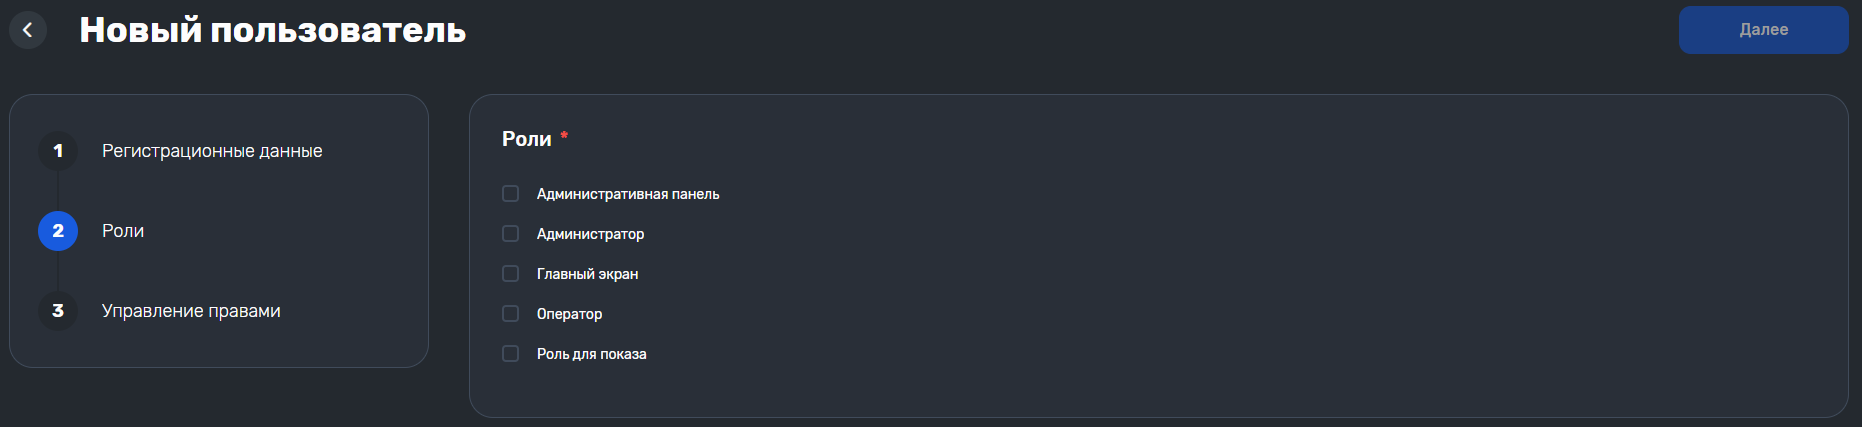 Новый пользователь
Далее
1 Регистрационные данные
2 Роли
3 Управление правами
Роли *
Административная панель
Администратор
Главный экран
Оператор
Роль для показа